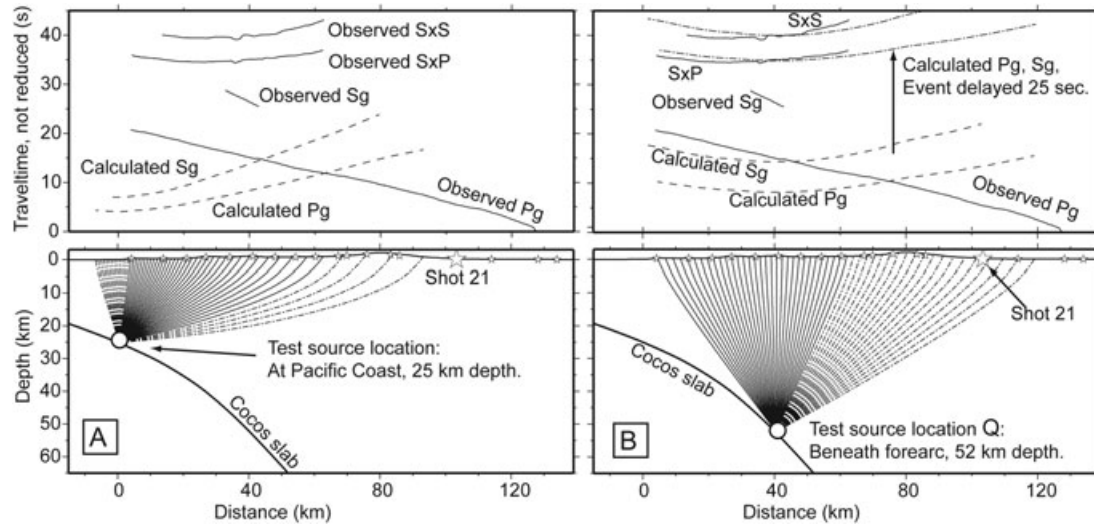 Traveltime, not reduced (s)
40
30
20
10
0
Observed SxS
Observed SxP
Observed Sg
Calculated Sg
Calculated Pg
Observed Pg
SxS
SxP
Calculated Pg, Sg,
Event delayed 25 sec.
Observed Sg
Calculated Sg
Calculated Pg
Observed Pg
Depth (km)
0
10
20
30
40
50
60
Shot 21
Test source location:
At Pacific Coast, 25 km depth.
Cocos slab
A
0
40
80
120
Distance (km)
Shot 21
Cocos slab
Test source location Q:
Beneath forearc, 52 km depth.
B
0
40
80
120
Distance (km)